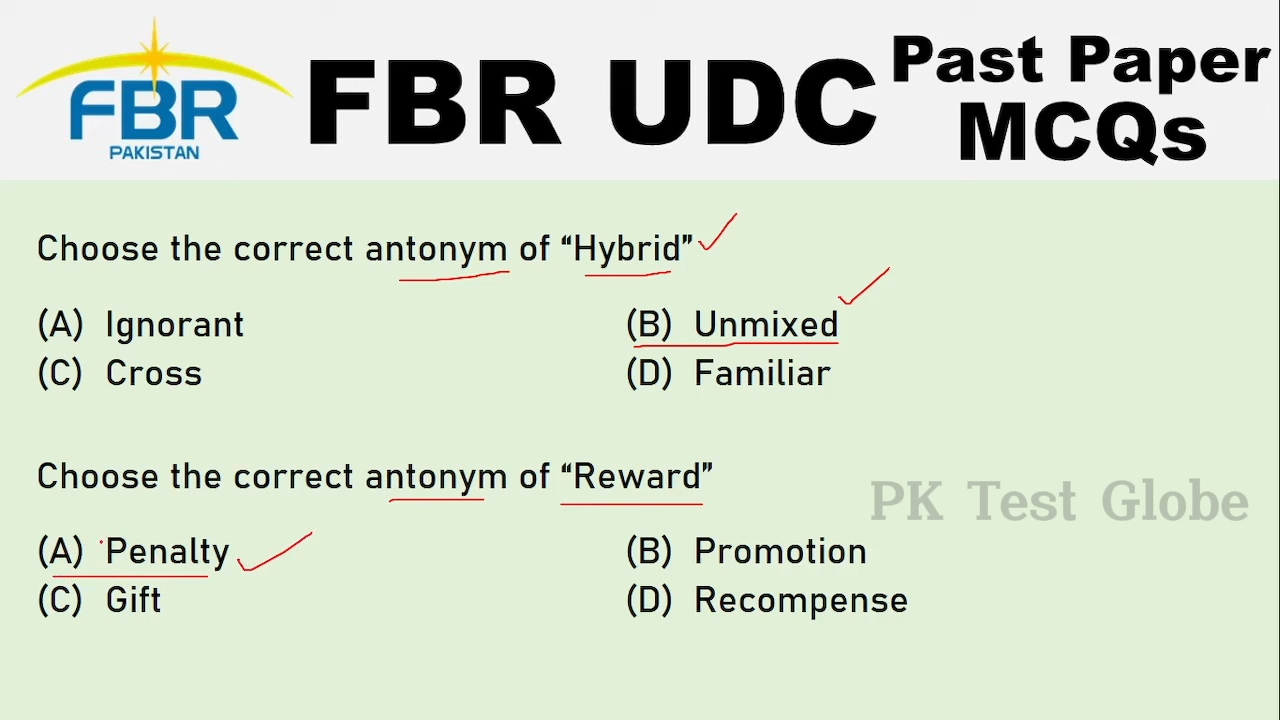 FBR
PAKISTAN
FBR UDC
Past Paper
MCQs
Choose the correct antonym of “Hybrid”
(A) Ignorant (B) Unmixed
(C) Cross (D) Familiar
Choose the correct antonym of “Reward”
PK Test Globe
(A) Penalty (B) Promotion
(C) Gift (D) Recompense